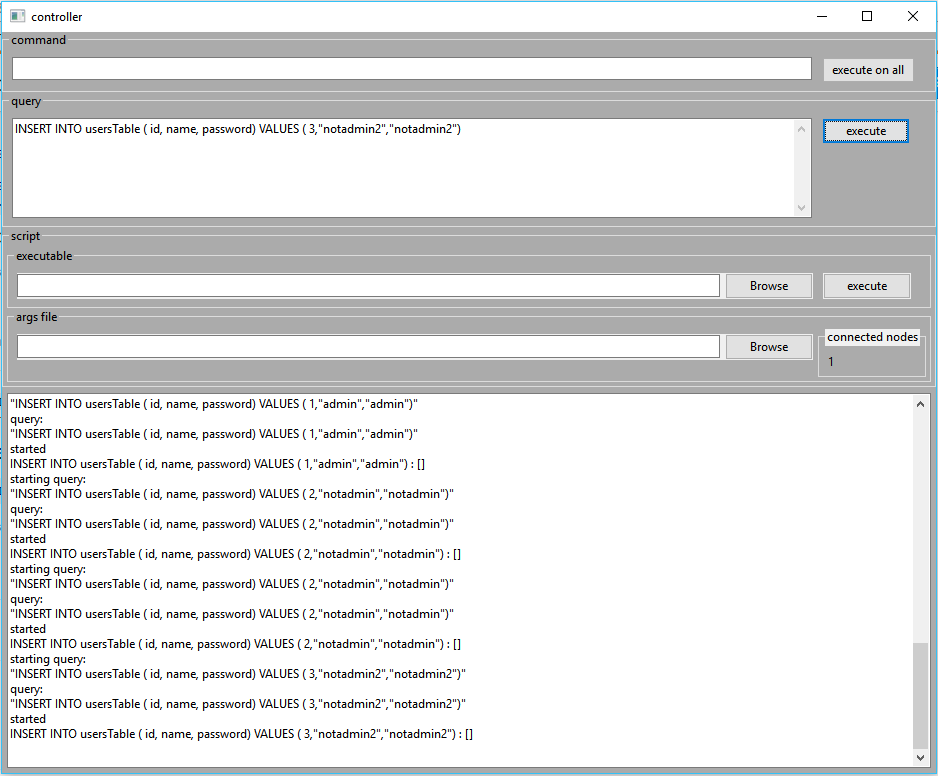 controller
command
execute on all
query
INSERT INTO usersTable ( id, name, password) VALUES ( 3,"notadmin2","notadmin2")
execute
script
executable
Browse
execute
args file
Browse
connected nodes
1
"INSERT INTO usersTable ( id, name, password) VALUES ( 1,"admin","admin")"
query:
"INSERT INTO usersTable ( id, name, password) VALUES ( 1,"admin","admin")"
started
INSERT INTO usersTable ( id, name, password) VALUES ( 1,"admin","admin") : []
starting query:
"INSERT INTO usersTable ( id, name, password) VALUES ( 2,"notadmin","notadmin")"
query:
"INSERT INTO usersTable ( id, name, password) VALUES ( 2,"notadmin","notadmin")"
started
INSERT INTO usersTable ( id, name, password) VALUES ( 2,"notadmin","notadmin") : []
starting query:
"INSERT INTO usersTable ( id, name, password) VALUES ( 2,"notadmin","notadmin")"
query:
"INSERT INTO usersTable ( id, name, password) VALUES ( 2,"notadmin","notadmin")"
started
INSERT INTO usersTable ( id, name, password) VALUES ( 2,"notadmin","notadmin") : []
starting query:
"INSERT INTO usersTable ( id, name, password) VALUES ( 3,"notadmin2","notadmin2")"
query:
"INSERT INTO usersTable ( id, name, password) VALUES ( 3,"notadmin2","notadmin2")"
started
INSERT INTO usersTable ( id, name, password) VALUES ( 3,"notadmin2","notadmin2") : []